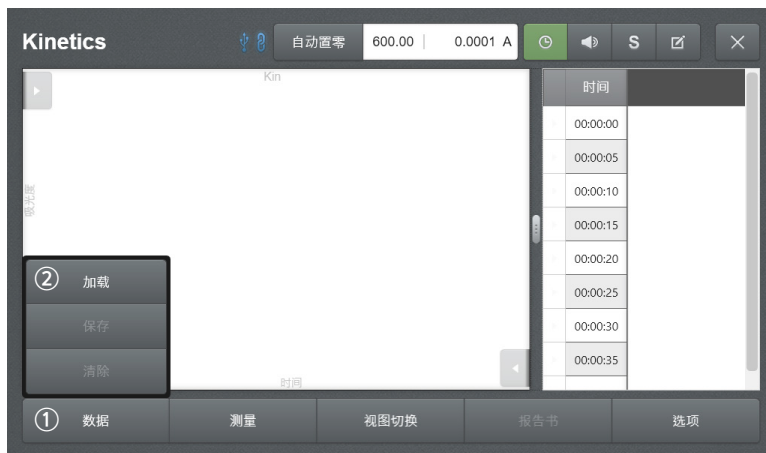 Kinetics
自动置零
600.00 | 0.0001 A
S
Kin
时间
吸光度
00:00:00
00:00:05
00:00:10
00:00:15
00:00:20
00:00:25
00:00:30
00:00:35
② 加载
保存
清除
时间
① 数据
测量
视图切换
报告书
选项